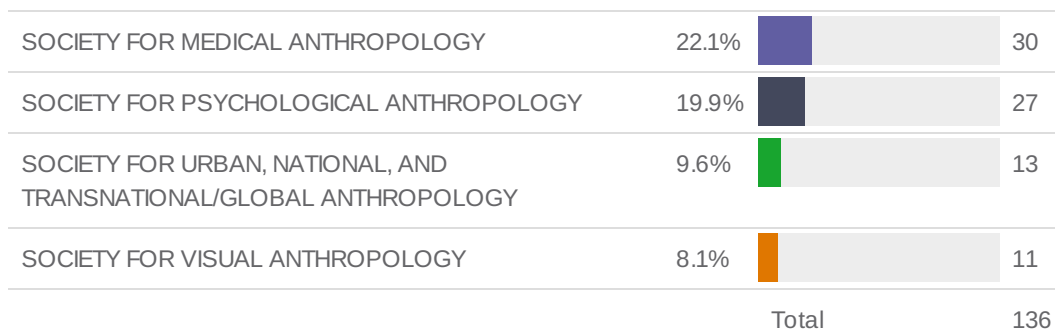 SOCIETY FOR MEDICAL ANTHROPOLOGY 22.1% 30
SOCIETY FOR PSYCHOLOGICAL ANTHROPOLOGY 19.9% 27
SOCIETY FOR URBAN, NATIONAL, AND 9.6% 13
TRANSNATIONAL/GLOBAL ANTHROPOLOGY
SOCIETY FOR VISUAL ANTHROPOLOGY 8.1% 11
Total 136